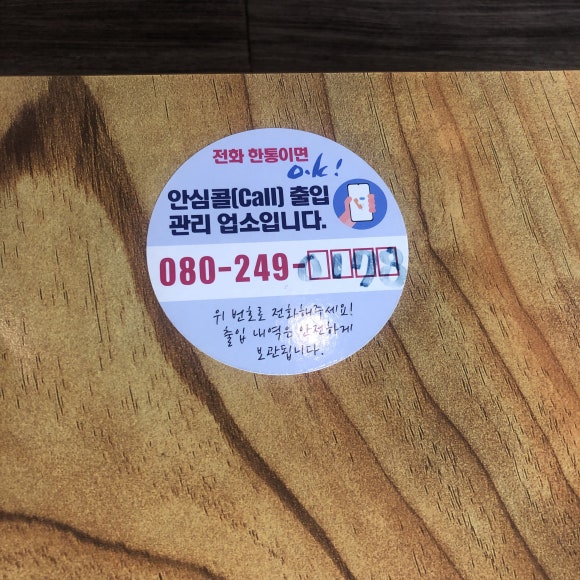 전화 한통이면
o.k!
안심콜(Call) 출입
관리 업소입니다.
080-249-
위 번호로 전화해주세요!
출입 내역은 안전하게
보관됩니다.